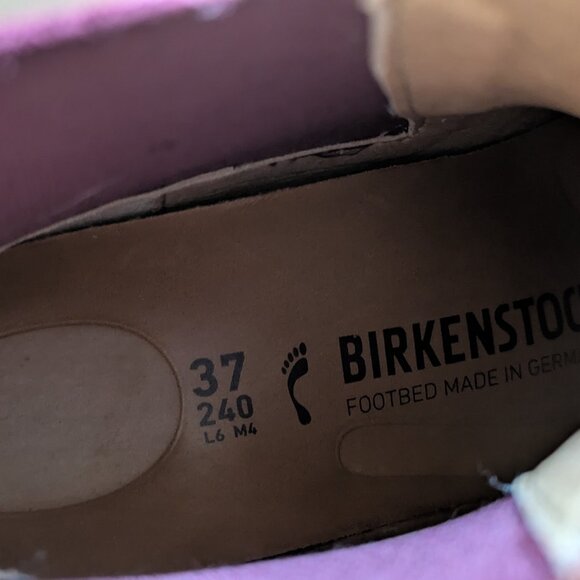 37
240
L6 M4
BIRKENSTOC
FOOTBED MADE IN GERM